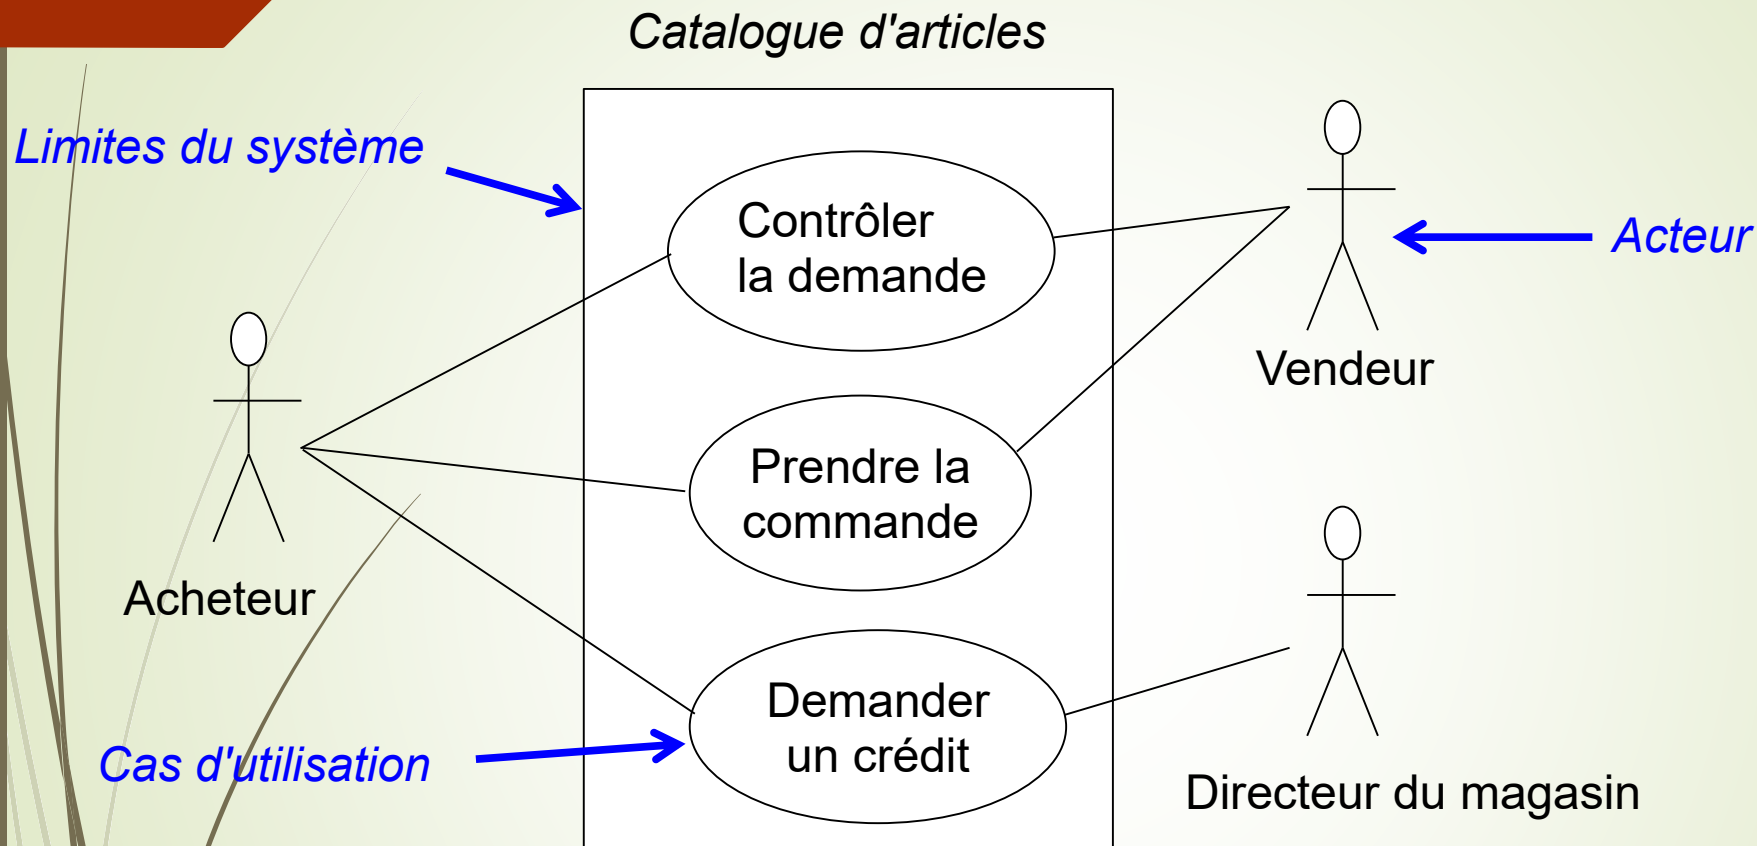 Catalogue d'articles
Limites du système
Contrôler
la demande
Acteur
Vendeur
Prendre la
commande
Acheteur
Demander
un crédit
Cas d'utilisation
Directeur du magasin